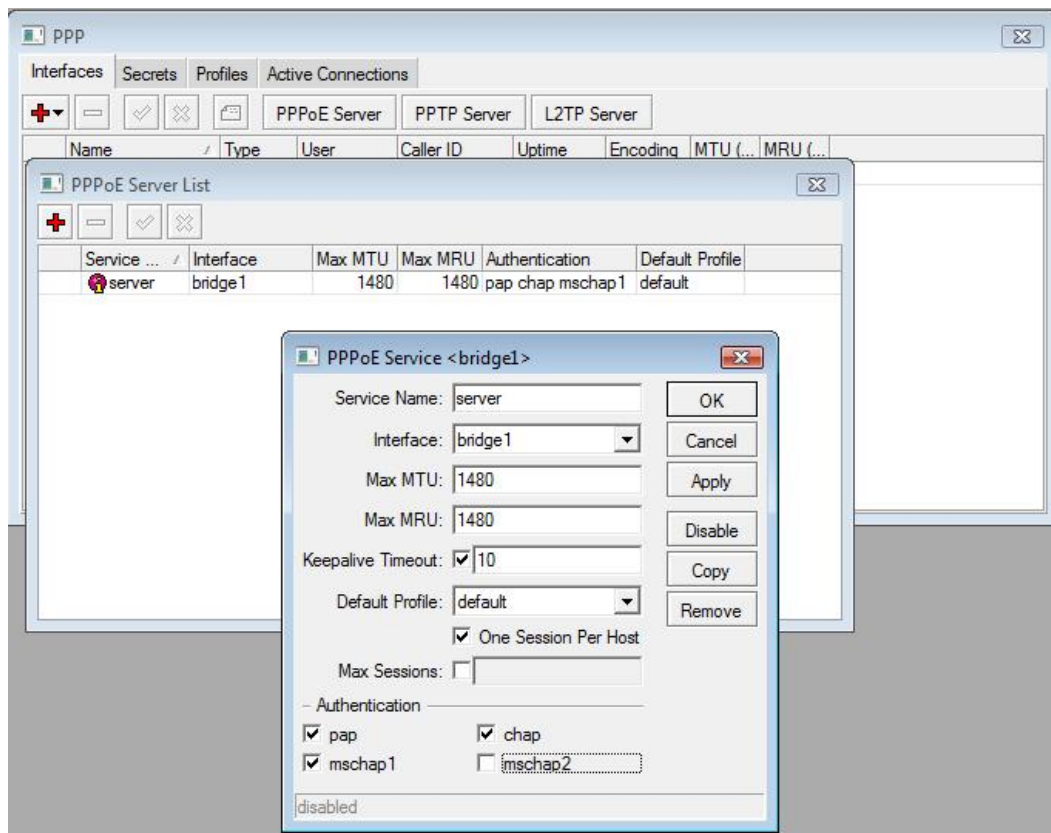 PPP
Interfaces Secrets Profiles Active Connections
PPPoE Server PPTP Server L2TP Server
Name Type User Caller ID Uptime Encoding MTU (... MRU (...
PPPoE Server List
Service ... Interface Max MTU Max MRU Authentication Default Profile
server bridge1 1480 1480 pap chap mschap1 default
PPPoE Service <bridge1>
Service Name: server
OK
Interface: bridge1
Cancel
Max MTU: 1480
Apply
Max MRU: 1480
Disable
Keepalive Timeout: 10
Copy
Default Profile: default
Remove
One Session Per Host
Max Sessions:
Authentication
pap chap
mschap1 mschap2
disabled